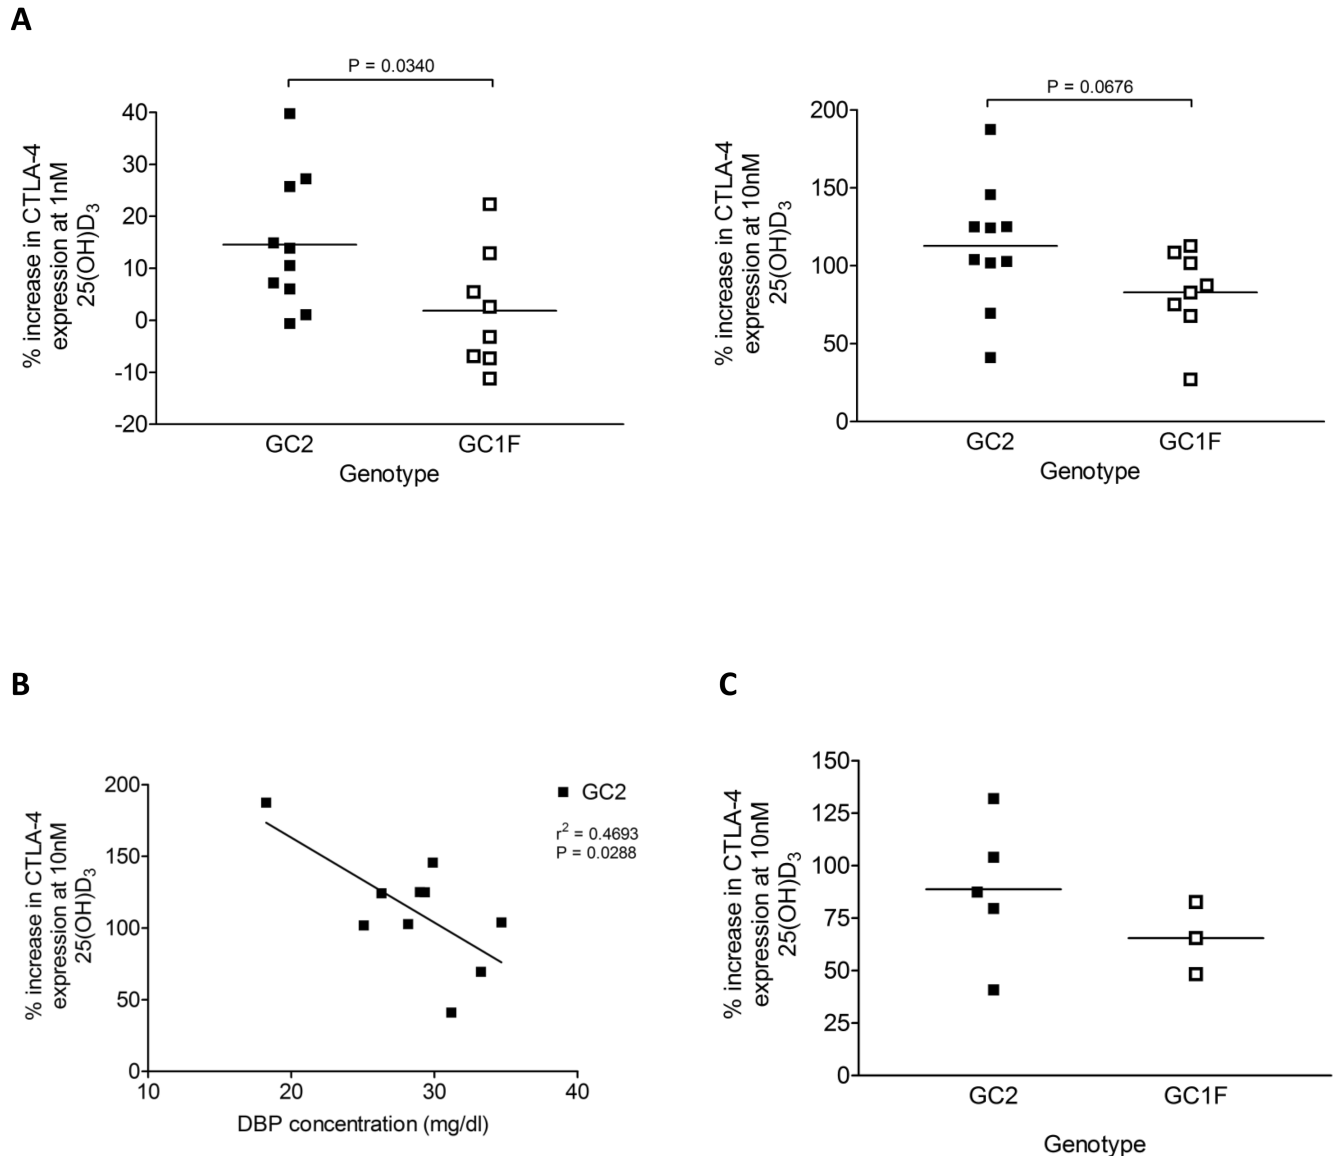 A
P = 0.0340
% increase in CTLA-4
expression at 1nM
25(OH)D3
40
30
20
10
0
-10
-20
GC2
GC1F
Genotype
P = 0.0676
% increase in CTLA-4
expression at 10nM
25(OH)D3
200
150
100
50
0
GC2
GC1F
Genotype
B
% increase in CTLA-4
expression at 10nM
25(OH)D3
200
150
100
50
0
10
20
30
40
DBP concentration (mg/dl)
GC2
r2 = 0.4693
P = 0.0288
C
% increase in CTLA-4
expression at 10nM
25(OH)D3
150
125
100
75
50
25
0
GC2
GC1F
Genotype